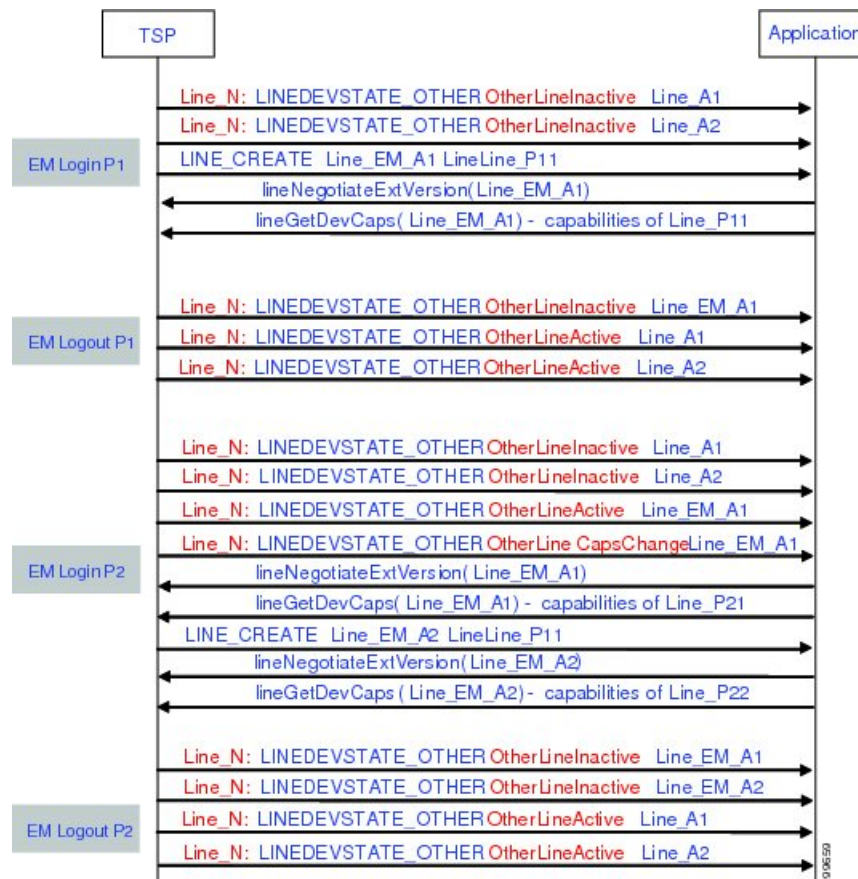 TSP
Application
Line_N: LINEDEVSTATE_OTHER OtherLineInactive Line_A1
Line_N: LINEDEVSTATE_OTHER OtherLineInactive Line_A2
EM Login P1
LINE_CREATE Line_EM_A1 LineLine_P11
lineNegotiateExtVersion(Line_EM_A1)
lineGetDevCaps( Line_EM_A1) - capabilities of Line_P11
Line_N: LINEDEVSTATE_OTHER OtherLineInactive Line_EM_A1
EM Logout P1
Line_N: LINEDEVSTATE_OTHER OtherLineActive Line_A1
Line_N: LINEDEVSTATE_OTHER OtherLineActive Line_A2
Line_N: LINEDEVSTATE_OTHER OtherLineInactive Line_A1
Line_N: LINEDEVSTATE_OTHER OtherLineInactive Line_A2
Line_N: LINEDEVSTATE_OTHER OtherLineActive Line_EM_A1
Line_N: LINEDEVSTATE_OTHER OtherLine CapsChangeLine_EM_A1
EM Login P2
lineNegotiateExtVersion( Line_EM_A1)
lineGetDevCaps( Line_EM_A1) - capabilities of Line_P21
LINE_CREATE Line_EM_A2 LineLine_P11
lineNegotiateExtVersion(Line_EM_A2)
lineGetDevCaps ( Line_EM_A2) - capabilities of Line_P22
Line_N: LINEDEVSTATE_OTHER OtherLineInactive Line_EM_A1
Line_N: LINEDEVSTATE_OTHER OtherLineInactive Line_EM_A2
EM Logout P2
Line_N: LINEDEVSTATE_OTHER OtherLineActive Line_A1
Line_N: LINEDEVSTATE_OTHER OtherLineActive Line_A2
99659